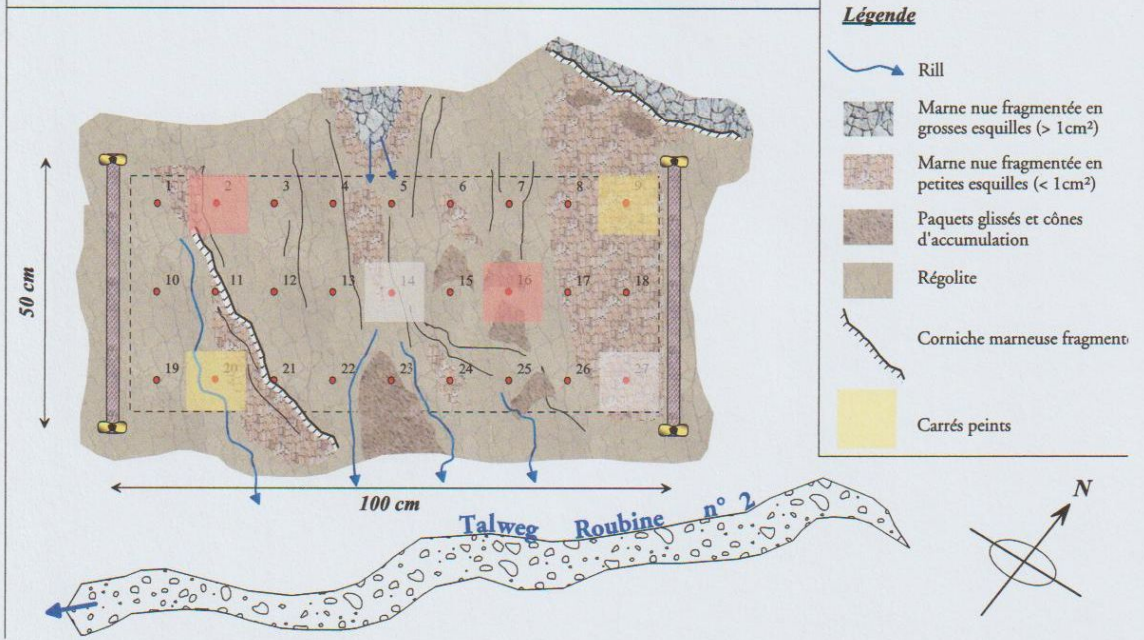 Légende
Rill
Marne nue fragmentée en
grosses esquilles (> 1cm²)
Marne nue fragmentée en
petites esquilles (< 1cm²)
Paquets glissés et cônes
d'accumulation
Régolite
Corniche marneuse fragment
Carrés peints
1 2 3 4 5 6 7 8 9
10 11 12 13 14 15 16 17 18
19 20 21 22 23 24 25 26 27
50 cm
100 cm
Talweg Roubine n° 2
N